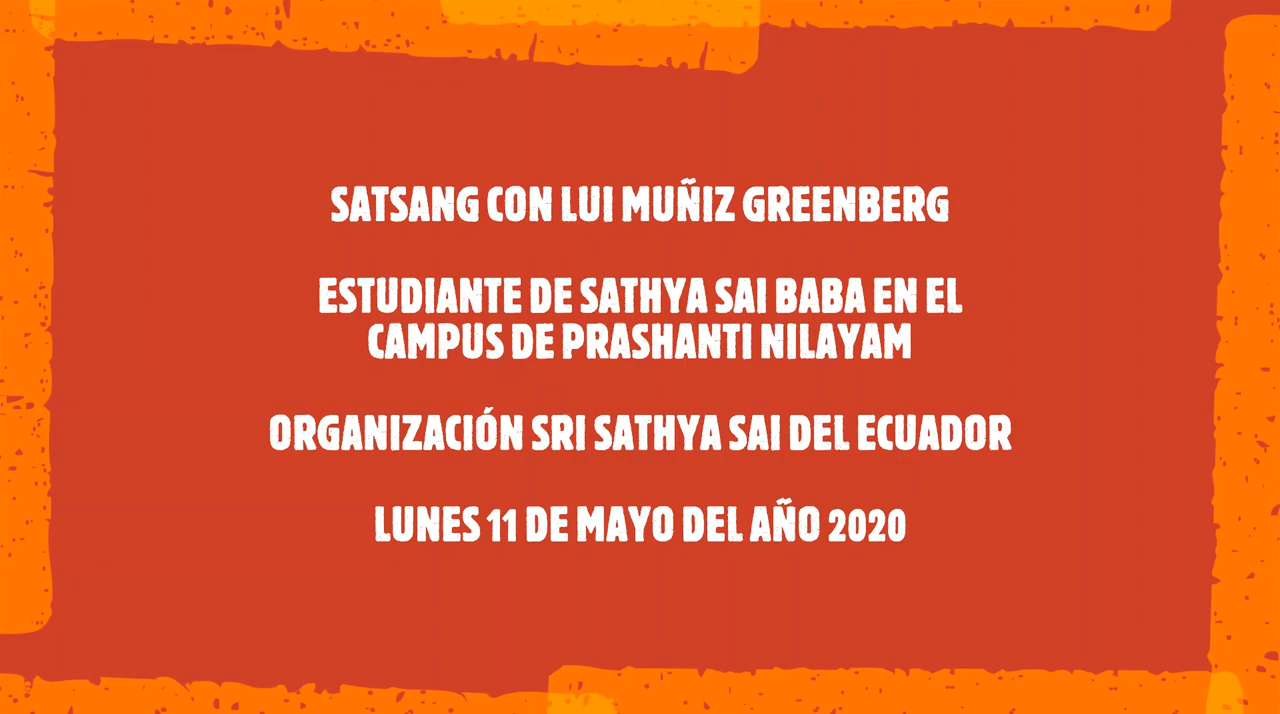 SATSANG CON LUI MUÑIZ GREENBERG
ESTUDIANTE DE SATHYA SAI BABA EN EL
CAMPUS DE PRASHANTI NILAYAM
ORGANIZACIÓN SRI SATHYA SAI DEL ECUADOR
LUNES 11 DE MAYO DEL AÑO 2020